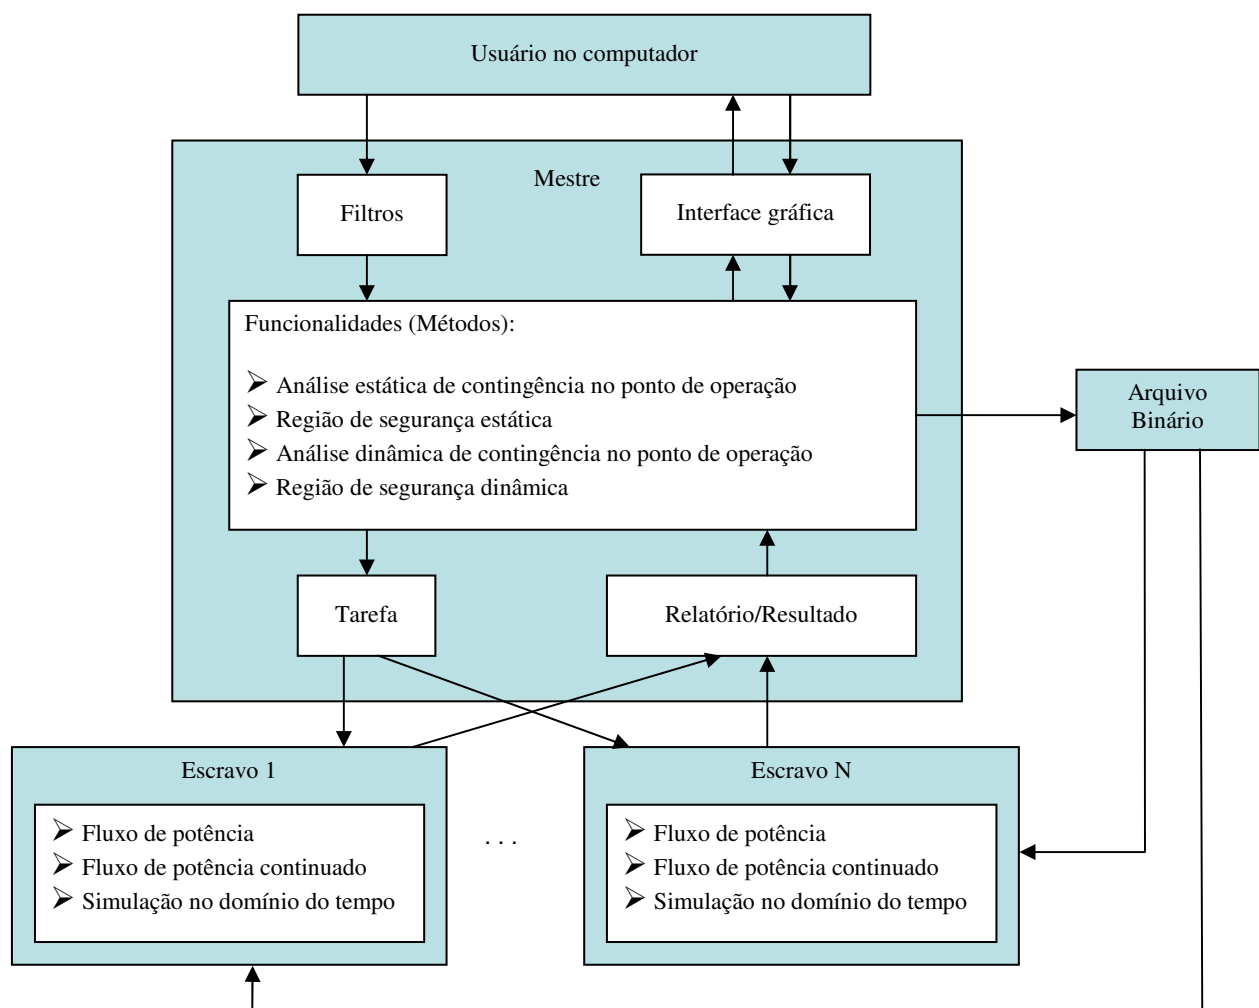 Usuário no computador
Mestre
Filtros
Interface gráfica
Funcionalidades (Métodos):
➢ Análise estática de contingência no ponto de operação
➢ Região de segurança estática
➢ Análise dinâmica de contingência no ponto de operação
➢ Região de segurança dinâmica
Arquivo
Binário
Tarefa
Relatório/Resultado
Escravo 1
➢ Fluxo de potência
➢ Fluxo de potência continuado
➢ Simulação no domínio do tempo
. . .
Escravo N
➢ Fluxo de potência
➢ Fluxo de potência continuado
➢ Simulação no domínio do tempo